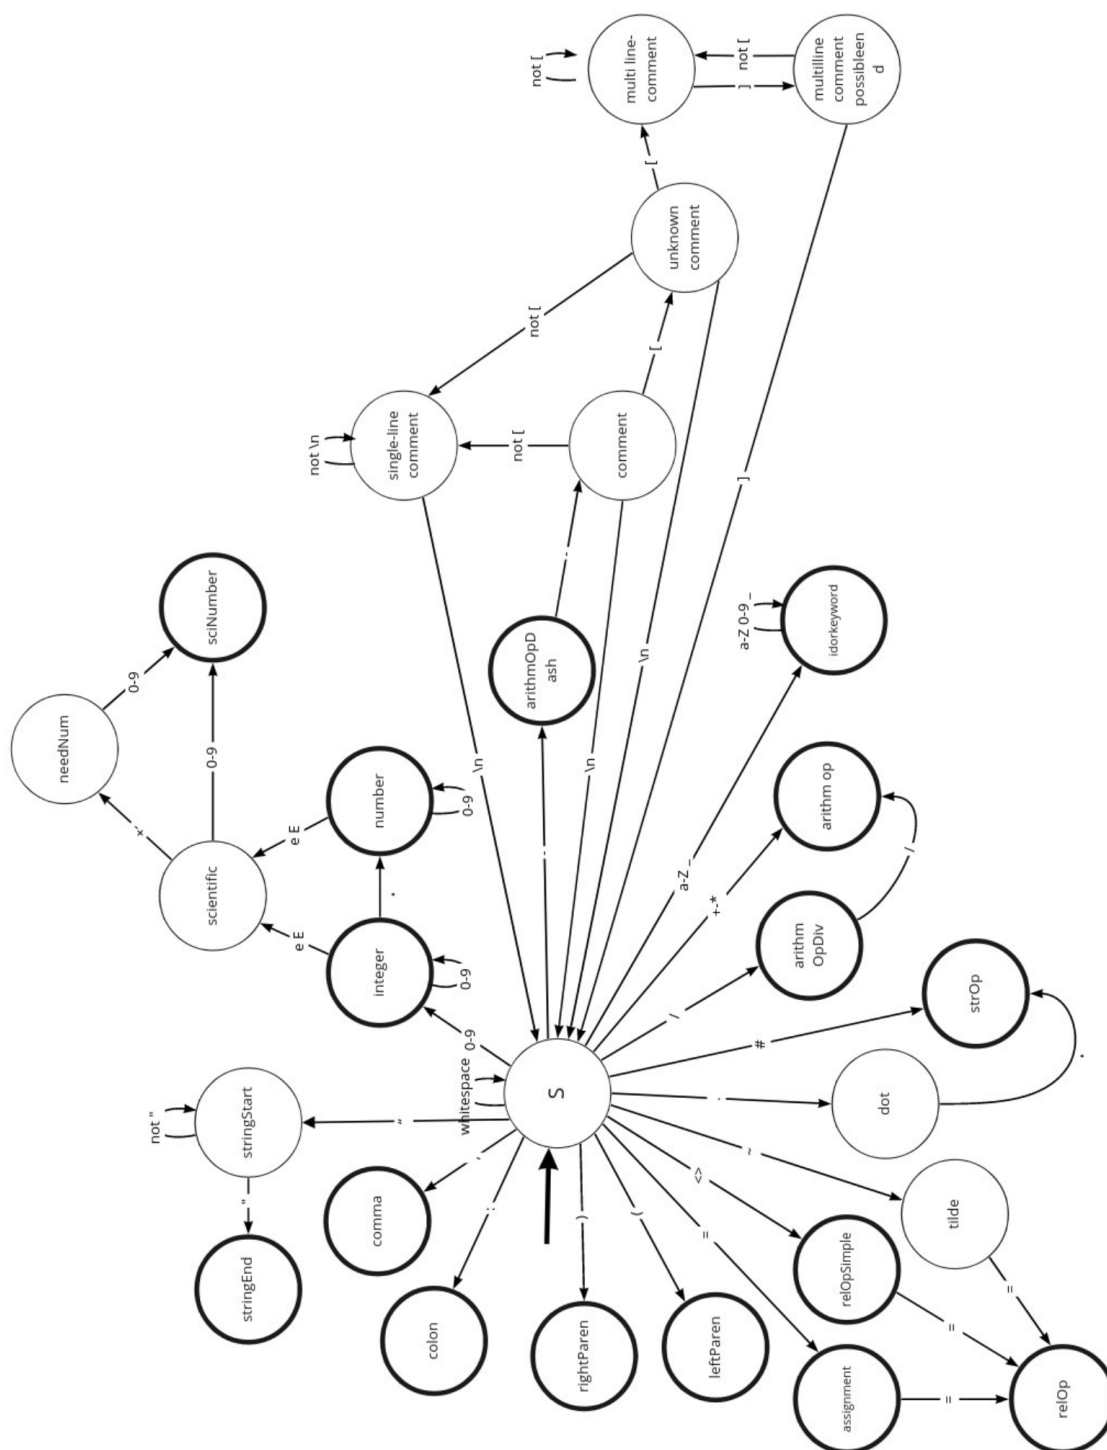 needNum
0-9
+-
not "
scientific
0-9
sciNumber
stringEnd
"
stringStart
e E
e E
not \n
integer
.
number
comma
single-line
comment
“
colon
,
:
whitespace
0-9
0-9
0-9
\n
not [
not [
not [
S
-
arithmOpD
ash
-
rightParen
)
\n
comment
multi line-
comment
(
\n
[
[
unknown
comment
leftParen
<>
=
a-Z _
]
]
not [
~
.
/
+-*
a-Z 0-9 _
#
assignment
relOpSimple
arithm
OpDiv
arithm op
idorkeyword
multilline
comment
possibleen
d
dot
/
=
=
tilde
=
strOp
relOp
.